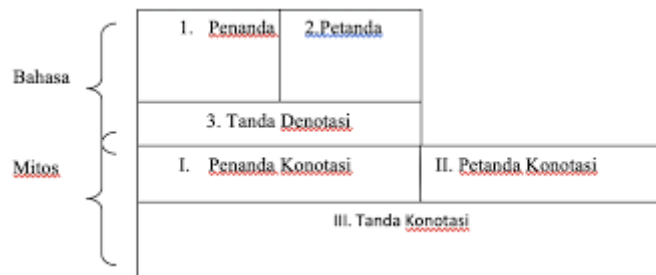 1. Penanda
2.Petanda
Bahasa
3. Tanda Denotasi
Mitos
I. Penanda Konotasi
II. Petanda Konotasi
III. Tanda Konotasi